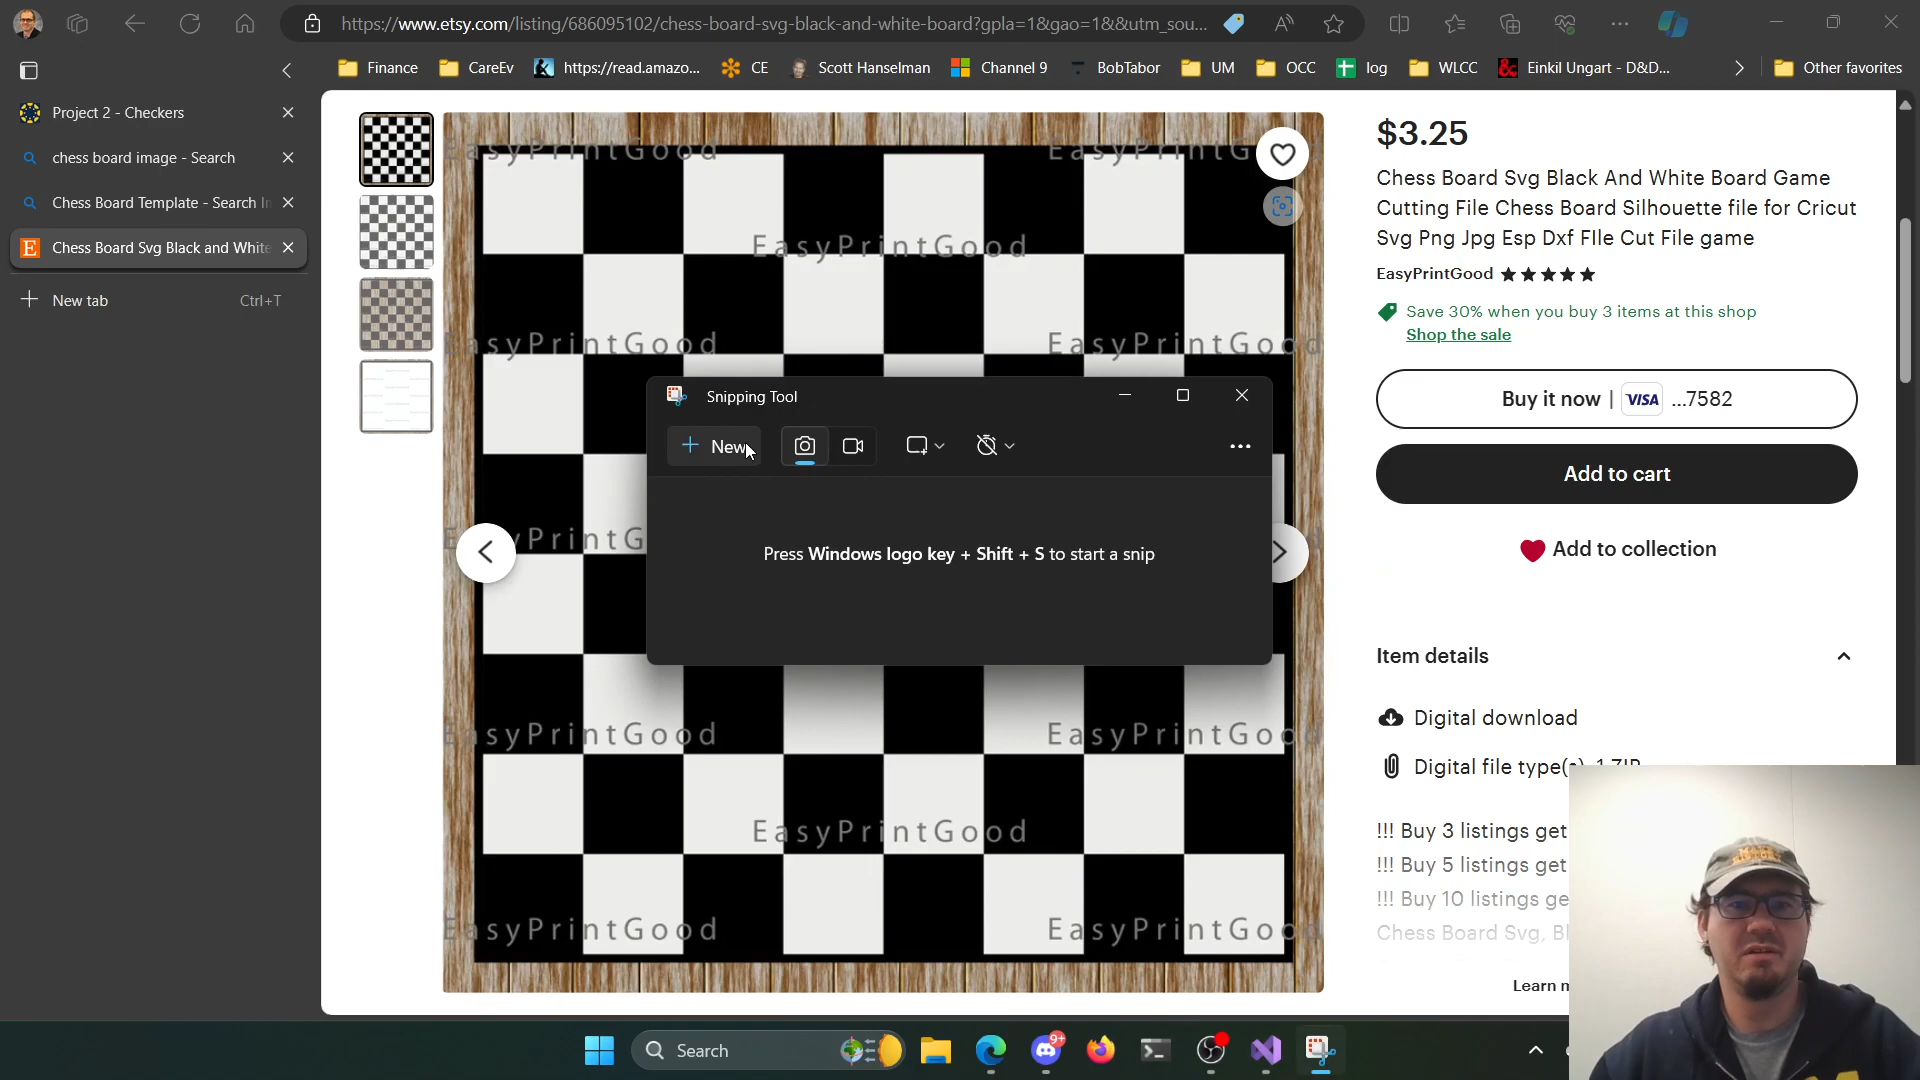 https://www.etsy.com/listing/686095102/chess-board-svg-black-and-white-board?gpla=1&gao=1&&utm_sou...
Finance
CareEv
https://read.amazo...
CE
Scott Hanselman
Channel 9
BobTabor
UM
OCC
log
WLCC
Einkil Ungart - D&D...
Other favorites
Project 2 - Checkers
chess board image - Search
Chess Board Template - Search In
Chess Board Svg Black and White
New tab
Ctrl+T
EasyPrintGood
EasyPrintG
EasyPrintGood
EasyPrintGood
EasyPrintGood
EasyPrintG
EasyPrintGood
EasyPrintGood
EasyPrintGood
EasyPrintGood
EasyPrintGood
Snipping Tool
New
Press Windows logo key + Shift + S to start a snip
$3.25
Chess Board Svg Black And White Board Game
Cutting File Chess Board Silhouette file for Cricut
Svg Png Jpg Esp Dxf FIle Cut File game
EasyPrintGood
Save 30% when you buy 3 items at this shop
Shop the sale
Buy it now | VISA ...7582
Add to cart
Add to collection
Item details
Digital download
Digital file type(s): 1 ZIP
!!! Buy 3 listings get
!!! Buy 5 listings get
!!! Buy 10 listings ge
Chess Board Svg, Bl
Learn m
Search
9+